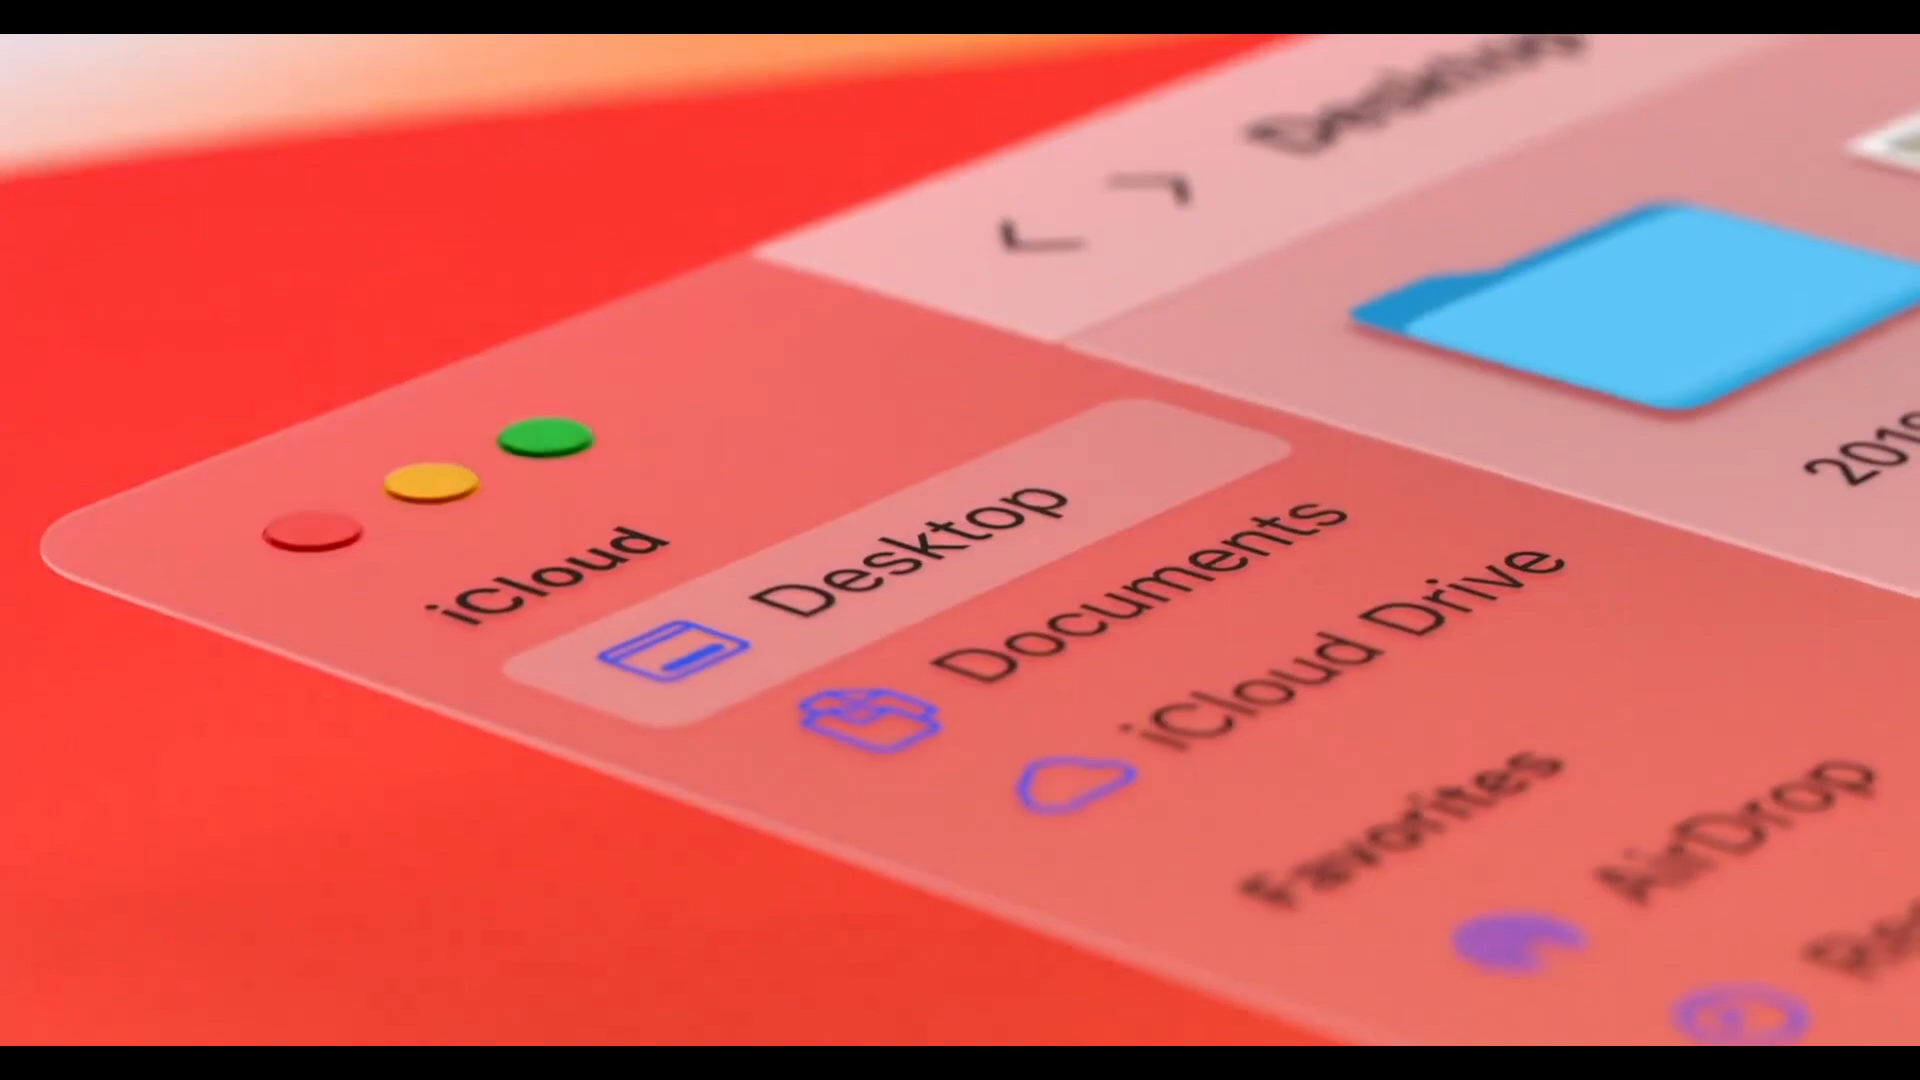 iCloud
Desktop
Documents
iCloud Drive
Favorites
AirDrop